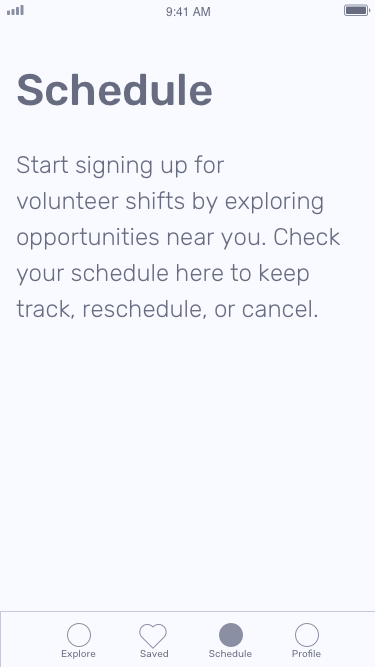 9:41 AM
Schedule
Start signing up for
volunteer shifts by exploring
opportunities near you. Check
your schedule here to keep
track, reschedule, or cancel.
Explore Saved Schedule Profile